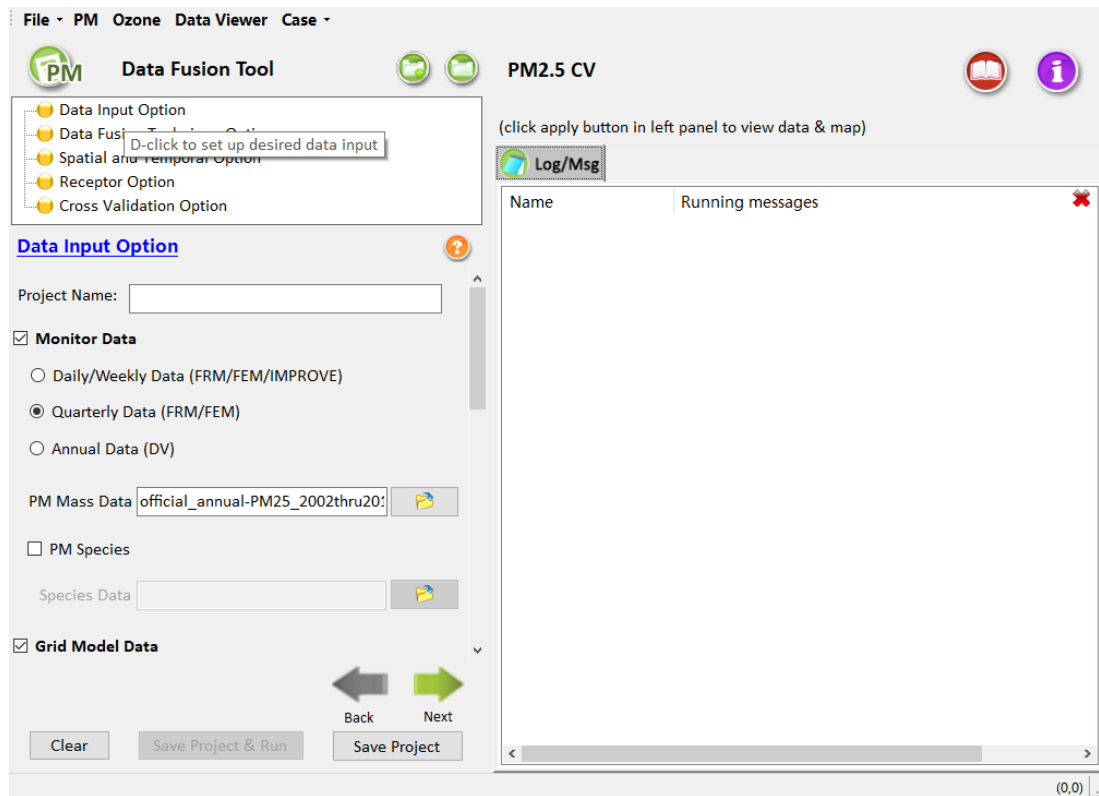 File PM Ozone Data Viewer Case
PM Data Fusion Tool
PM2.5 CV
Data Input Option
Data Fus
D-click to set up desired data input
Spatial and Temporal Option
Receptor Option
Cross Validation Option
(click apply button in left panel to view data & map)
Log/Msg
Name Running messages
Data Input Option ?
Project Name:
Monitor Data
Daily/Weekly Data (FRM/FEM/IMPROVE)
Quarterly Data (FRM/FEM)
Annual Data (DV)
PM Mass Data official_annual-PM25_2002thru201
PM Species
Species Data
Grid Model Data
Back Next
Clear Save Project & Run Save Project
(0,0)